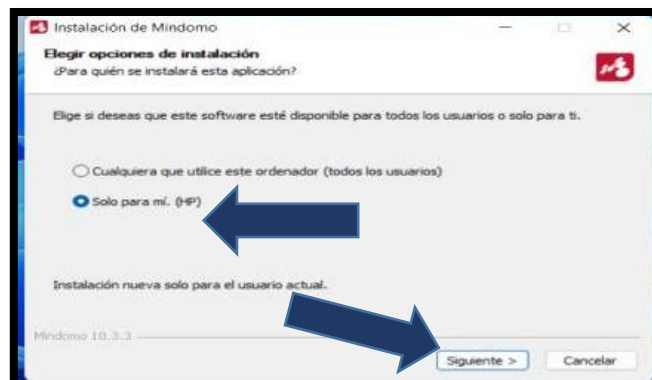 Instalación de Mindomo
Elegir opciones de instalación
¿Para quién se instalará esta aplicación?
Elige si deseas que este software esté disponible para todos los usuarios o solo para ti.
Cualquiera que utilice este ordenador (todos los usuarios)
Solo para mí. (HP)
Instalación nueva solo para el usuario actual.
Mindomo 10.3.3
Siguiente >
Cancelar